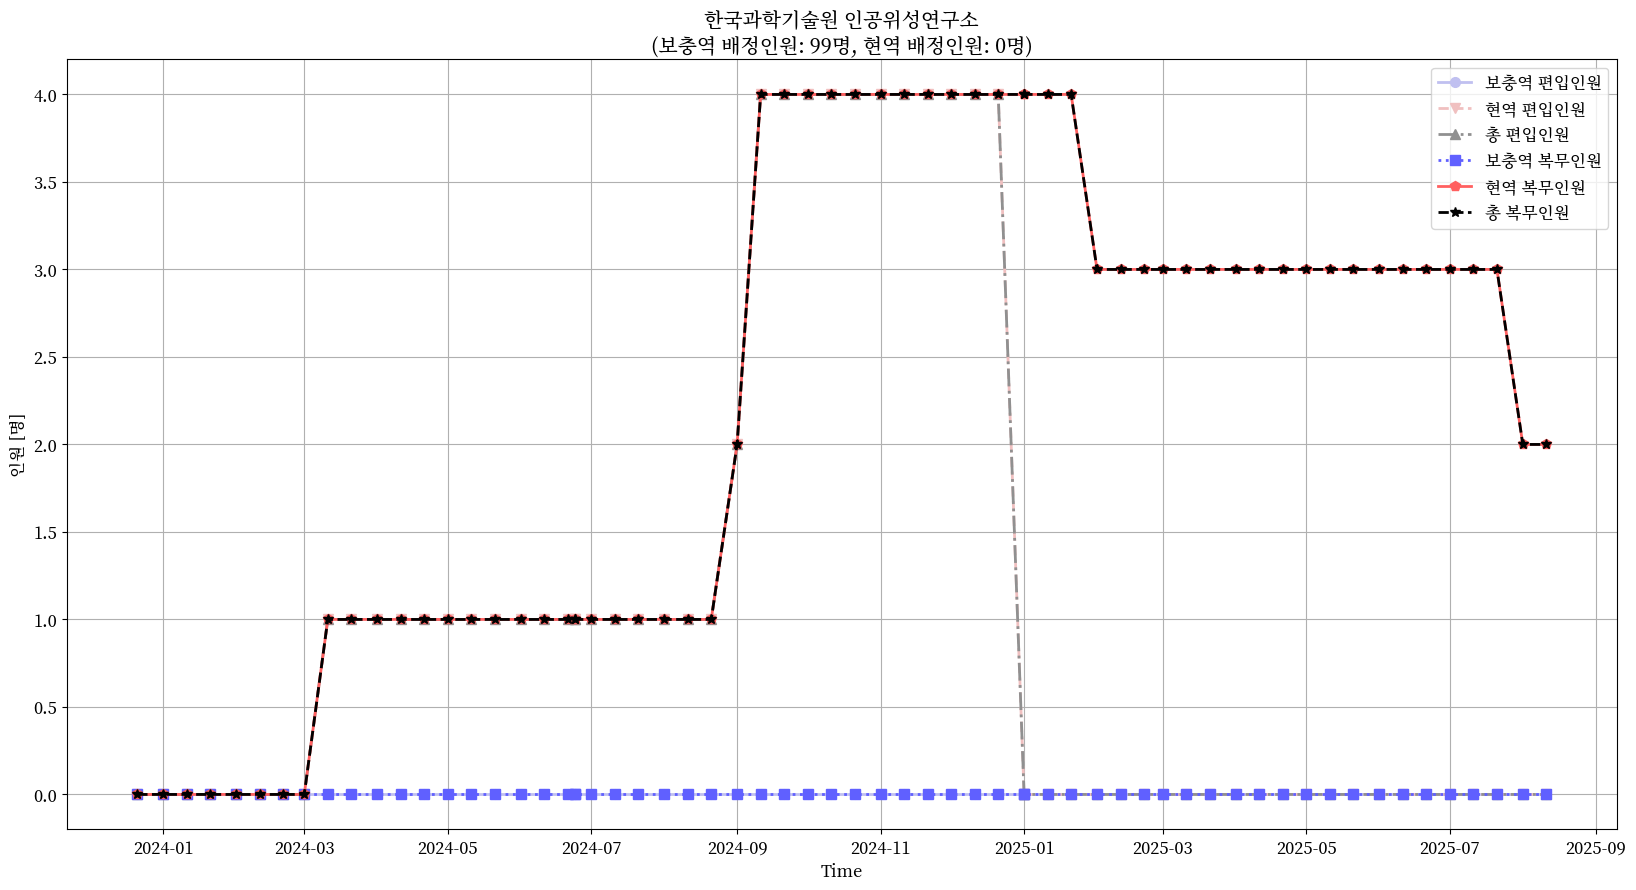 한국과학기술원 인공위성연구소
(보충역 배정인원: 99명, 현역 배정인원: 0명)
보충역 편입인원
현역 편입인원
총 편입인원
보충역 복무인원
현역 복무인원
총 복무인원
인원 [명]
4.0
3.5
3.0
2.5
2.0
1.5
1.0
0.5
0.0
2024-01
2024-03
2024-05
2024-07
2024-09
2024-11
2025-01
2025-03
2025-05
2025-07
2025-09
Time